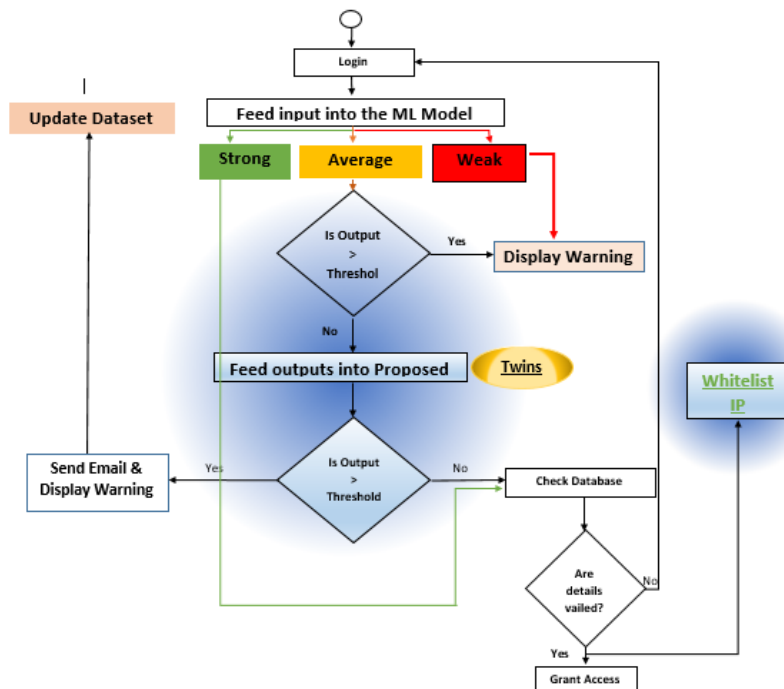 Login
Feed input into the ML Model
Update Dataset
Strong
Average
Weak
Is Output
>
Threshol
Yes
Display Warning
No
Feed outputs into Proposed
Twins
Whitelist
IP
Send Email &
Display Warning
Yes
Is Output
>
Threshold
No
Check Database
Are
details
vailed?
No
Yes
Grant Access